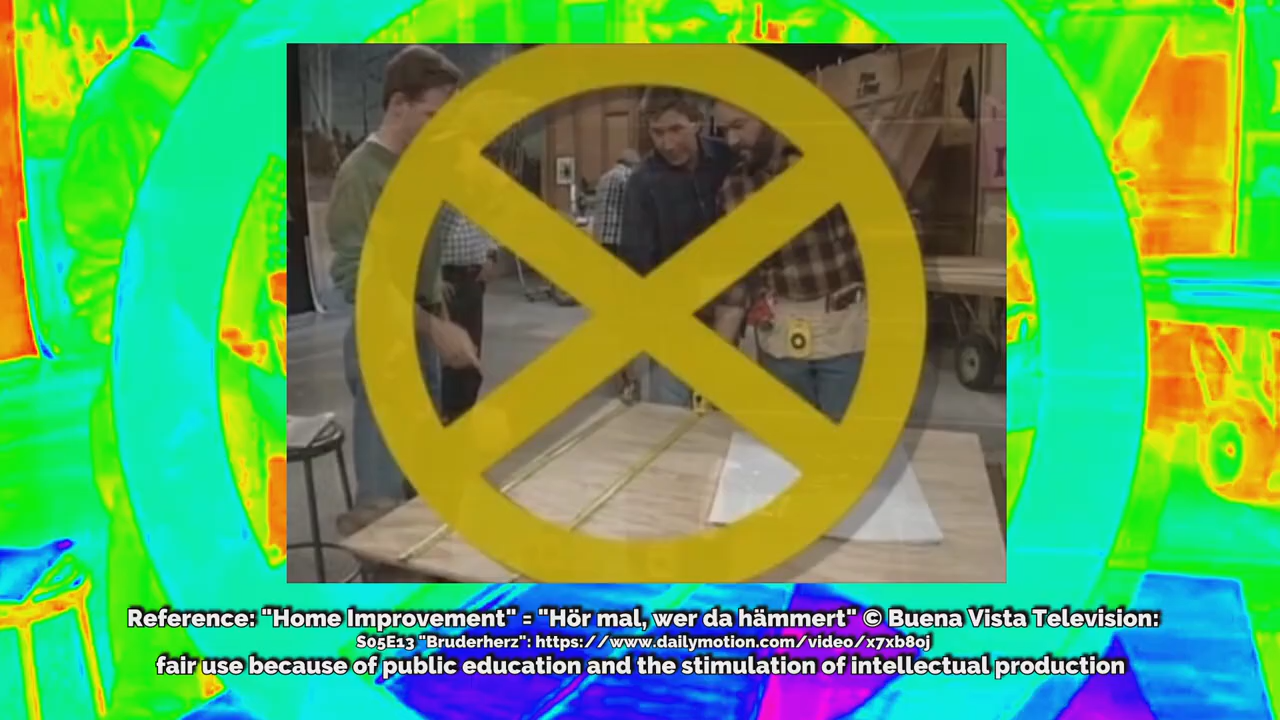 Reference: "Home Improvement" = "Hör mal, wer da hämmert" © Buena Vista Television:
S05E13 "Bruderherz": https://www.dailymotion.com/video/x7xb8oj
fair use because of public education and the stimulation of intellectual production